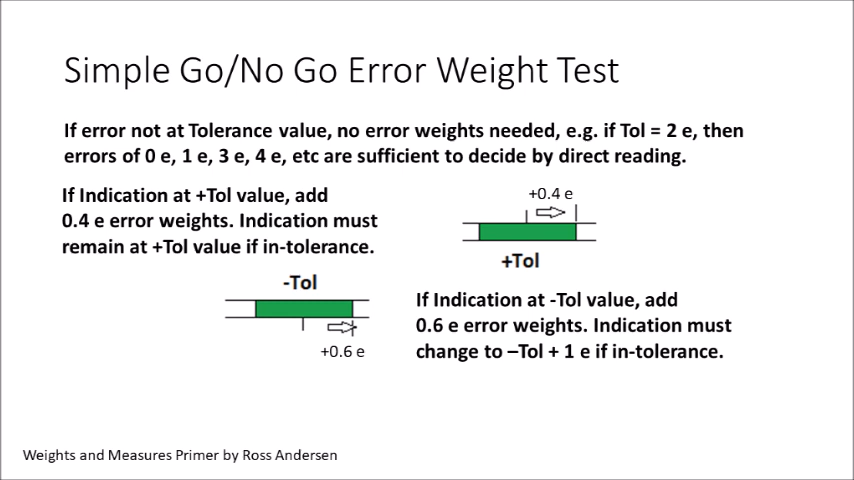 Simple Go/No Go Error Weight Test
If error not at Tolerance value, no error weights needed, e.g. if Tol = 2 e, then
errors of 0 e, 1 e, 3 e, 4 e, etc are sufficient to decide by direct reading.
If Indication at +Tol value, add
0.4 e error weights. Indication must
remain at +Tol value if in-tolerance.
+0.4 e
+Tol
-Tol
+0.6 e
If Indication at -Tol value, add
0.6 e error weights. Indication must
change to –Tol + 1 e if in-tolerance.
Weights and Measures Primer by Ross Andersen